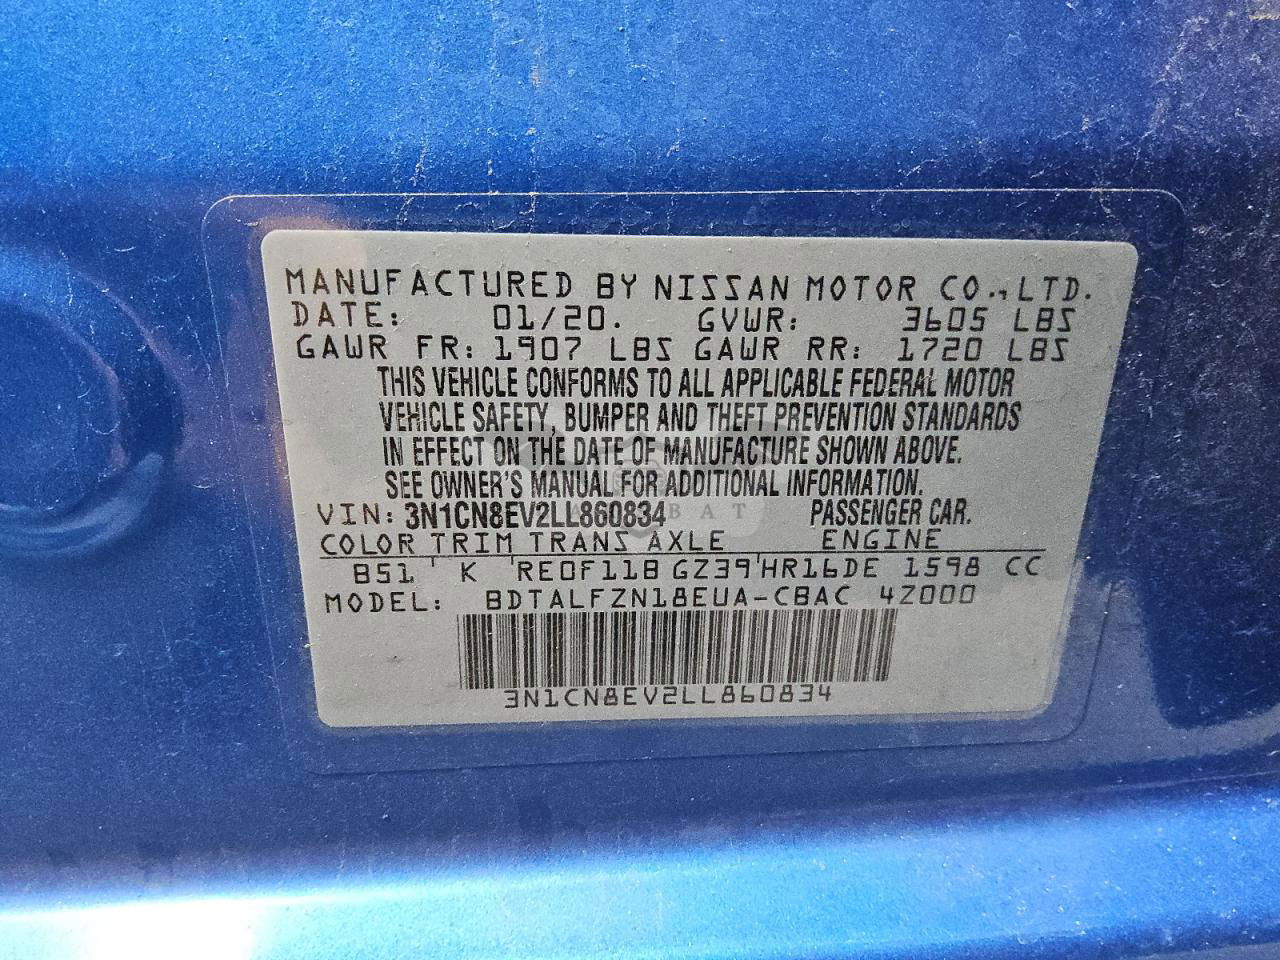 MANUFACTURED BY NISSAN MOTOR CO., LTD.
DATE: 01/20. GVWR: 3605 LBS
GAWR FR: 1907 LBS GAWR RR: 1720 LBS
THIS VEHICLE CONFORMS TO ALL APPLICABLE FEDERAL MOTOR
VEHICLE SAFETY, BUMPER AND THEFT PREVENTION STANDARDS
IN EFFECT ON THE DATE OF MANUFACTURE SHOWN ABOVE.
SEE OWNER'S MANUAL FOR ADDITIONAL INFORMATION.
VIN: 3N1CN8EV2LL860834 PASSENGER CAR.
COLOR TRIM TRANS AXLE ENGINE
B51 K RE0F11B GZ39 HR16DE 1598 CC
MODEL: BDTALFZN18EUA-CBAC 4Z000
3N1CN8EV2LL860834